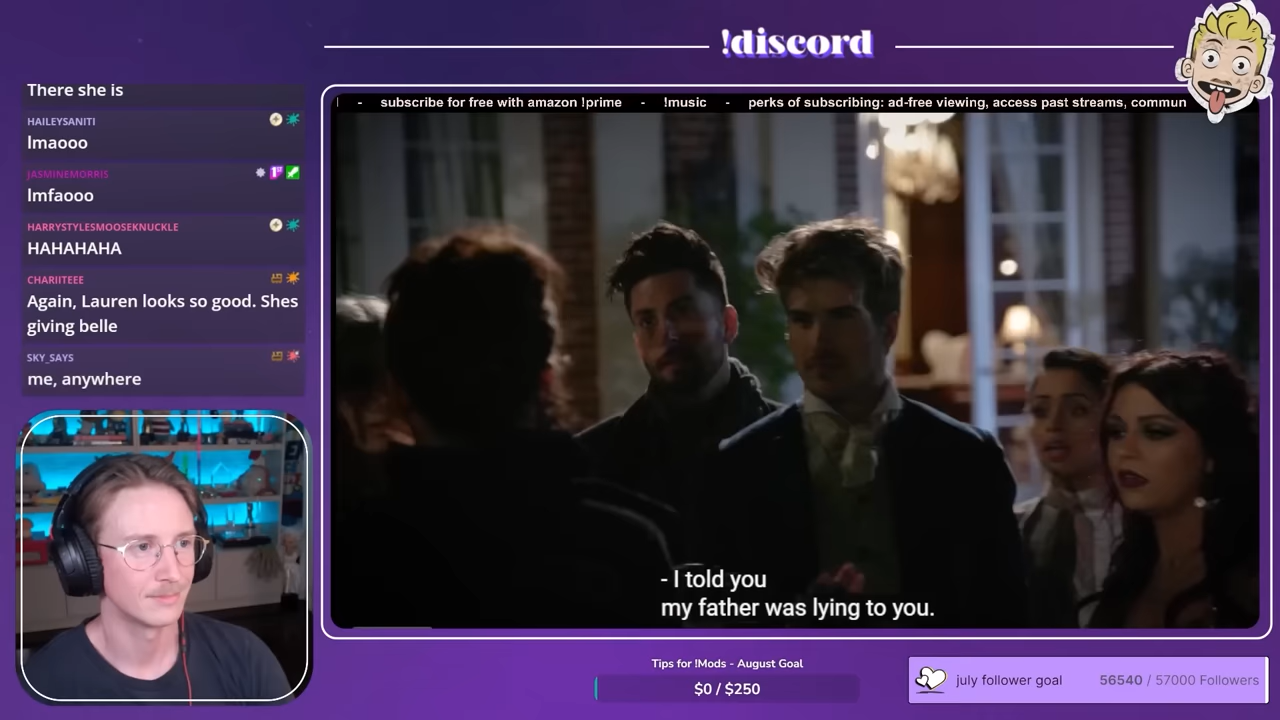 !discord
- subscribe for free with amazon !prime - !music - perks of subscribing: ad-free viewing, access past streams, commun
There she is
HAILEYSANITI
lmaooo
JASMINEMORRIS
lmfaooo
HARRYSTYLESMOOSEKNUCKLE
HAHAHAHA
CHARIITEEE
Again, Lauren looks so good. Shes
giving belle
SKY_SAYS
me, anywhere
- I told you
my father was lying to you.
Tips for !Mods - August Goal
$0 / $250
july follower goal 56540 / 57000 Followers